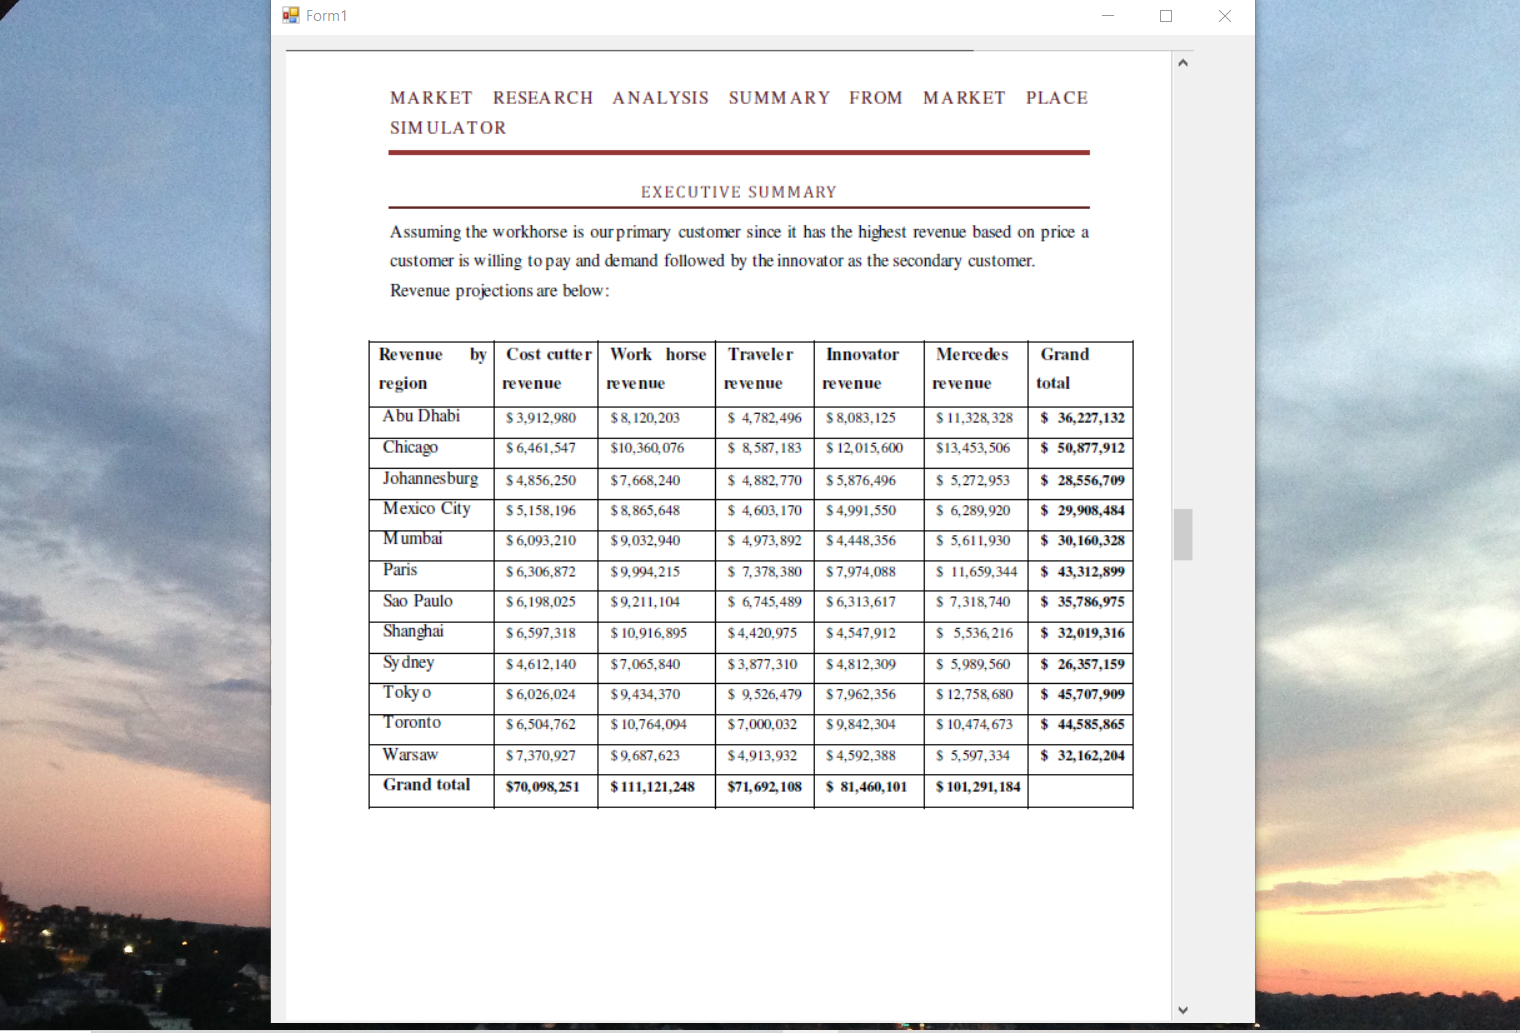 Form1
MARKET RESEARCH ANALYSIS SUMMARY FROM MARKET PLACE
SIMULATOR
EXECUTIVE SUMMARY
Assuming the workhorse is our primary customer since it has the highest revenue based on price a
customer is willing to pay and demand followed by the innovator as the secondary customer.
Revenue projections are below:
Revenue by region Cost cutter revenue Work horse revenue Traveler revenue Innovator revenue Mercedes revenue Grand total
Abu Dhabi $ 3,912,980 $ 8,120,203 $ 4,782,496 $ 8,083,125 $ 11,328,328 $ 36,227,132
Chicago $ 6,461,547 $10,360,076 $ 8,587,183 $ 12,015,600 $13,453,506 $ 50,877,912
Johannesburg $ 4,856,250 $7,668,240 $ 4,882,770 $ 5,876,496 $ 5,272,953 $ 28,556,709
Mexico City $ 5,158,196 $ 8,865,648 $ 4,603,170 $4,991,550 $ 6,289,920 $ 29,908,484
Mumbai $ 6,093,210 $ 9,032,940 $ 4,973,892 $ 4,448,356 $ 5,611,930 $ 30,160,328
Paris $ 6,306,872 $ 9,994,215 $ 7,378,380 $ 7,974,088 $ 11,659,344 $ 43,312,899
Sao Paulo $ 6,198,025 $ 9,211,104 $ 6,745,489 $ 6,313,617 $ 7,318,740 $ 35,786,975
Shanghai $ 6,597,318 $ 10,916,895 $ 4,420,975 $ 4,547,912 $ 5,536,216 $ 32,019,316
Sydney $ 4,612,140 $7,065,840 $ 3,877,310 $ 4,812,309 $ 5,989,560 $ 26,357,159
Tokyo $ 6,026,024 $ 9,434,370 $ 9,526,479 $ 7,962,356 $ 12,758,680 $ 45,707,909
Toronto $ 6,504,762 $ 10,764,094 $ 7,000,032 $ 9,842,304 $ 10,474,673 $ 44,585,865
Warsaw $ 7,370,927 $ 9,687,623 $ 4,913,932 $ 4,592,388 $ 5,597,334 $ 32,162,204
Grand total $70,098,251 $ 111,121,248 $71,692,108 $ 81,460,101 $ 101,291,184